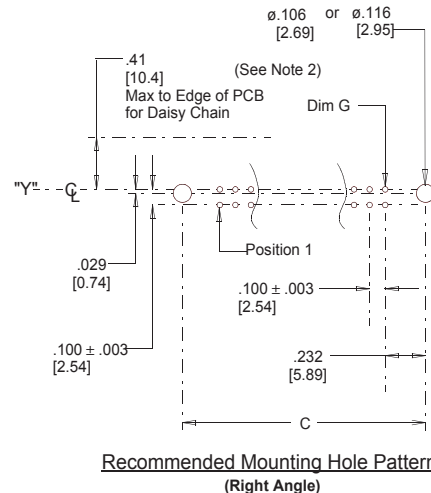 ø.106 or ø.116
[2.69] [2.95]
.41
[10.4]
Max to Edge of PCB
for Daisy Chain
(See Note 2)
Dim G
"Y" CL
Position 1
.029
[0.74]
.100 ± .003
[2.54]
.100 ± .003
[2.54]
.232
[5.89]
C
Recommended Mounting Hole Pattern
(Right Angle)